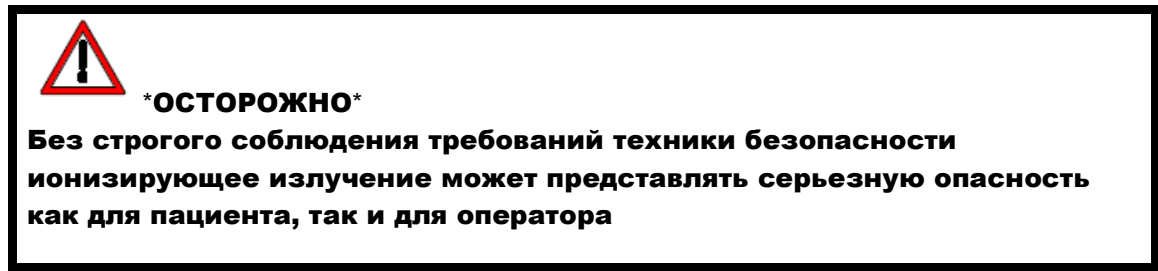 *ОСТОРОЖНО*
Без строгого соблюдения требований техники безопасности
ионизирующее излучение может представлять серьезную опасность
как для пациента, так и для оператора